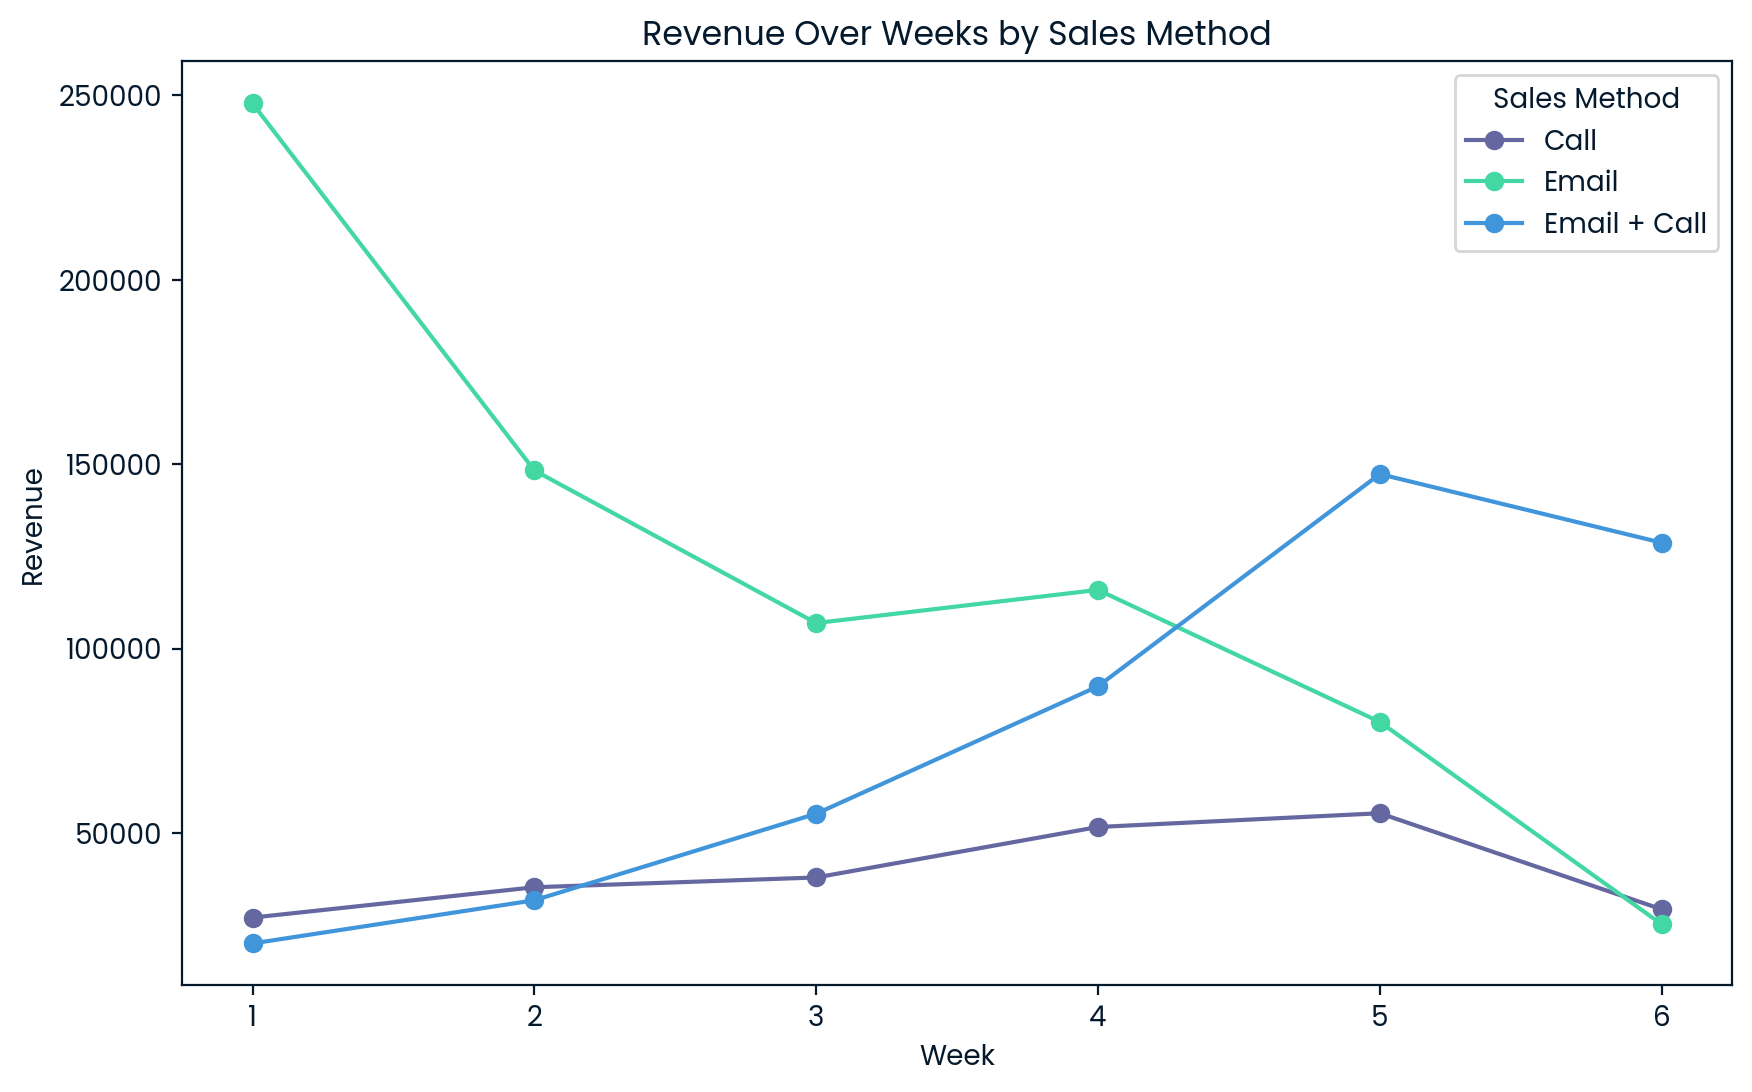 Revenue Over Weeks by Sales Method
Sales Method
Call
Email
Email + Call
250000
200000
150000
100000
50000
Revenue
1 2 3 4 5 6
Week